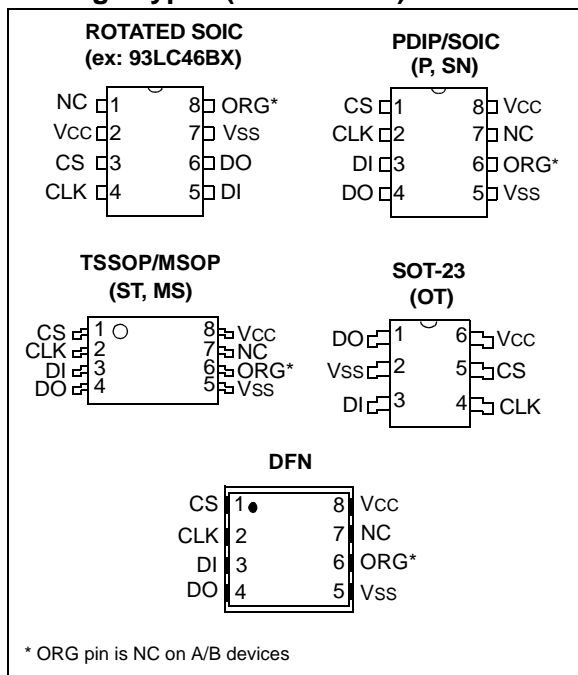 ROTATED SOIC
(ex: 93LC46BX)
NC 1 8 ORG*
VCC 2 7 VSS
CS 3 6 DO
CLK 4 5 DI
PDIP/SOIC
(P, SN)
CS 1 8 VCC
CLK 2 7 NC
DI 3 6 ORG*
DO 4 5 VSS
TSSOP/MSOP
(ST, MS)
CS 1 8 VCC
CLK 2 7 NC
DI 3 6 ORG*
DO 4 5 VSS
SOT-23
(OT)
DO 1 6 VCC
VSS 2 5 CS
DI 3 4 CLK
DFN
CS 1 8 VCC
CLK 2 7 NC
DI 3 6 ORG*
DO 4 5 VSS
* ORG pin is NC on A/B devices